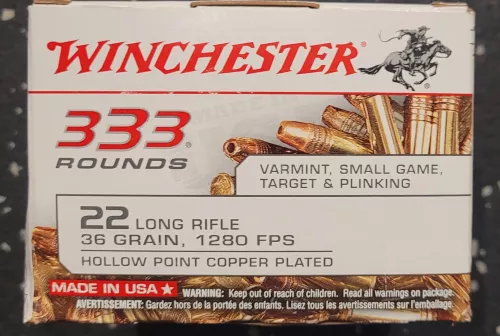 WINCHESTER
333
ROUNDS
VARMINT, SMALL GAME,
TARGET & PLINKING
22 LONG RIFLE
36 GRAIN, 1280 FPS
HOLLOW POINT COPPER PLATED
MADE IN USA
WARNING: Keep out of reach of children. Read all warnings on package.
AVERTISSEMENT: Gardez hors de la portée des enfants. Lisez tous les avertissements sur l'emballage.